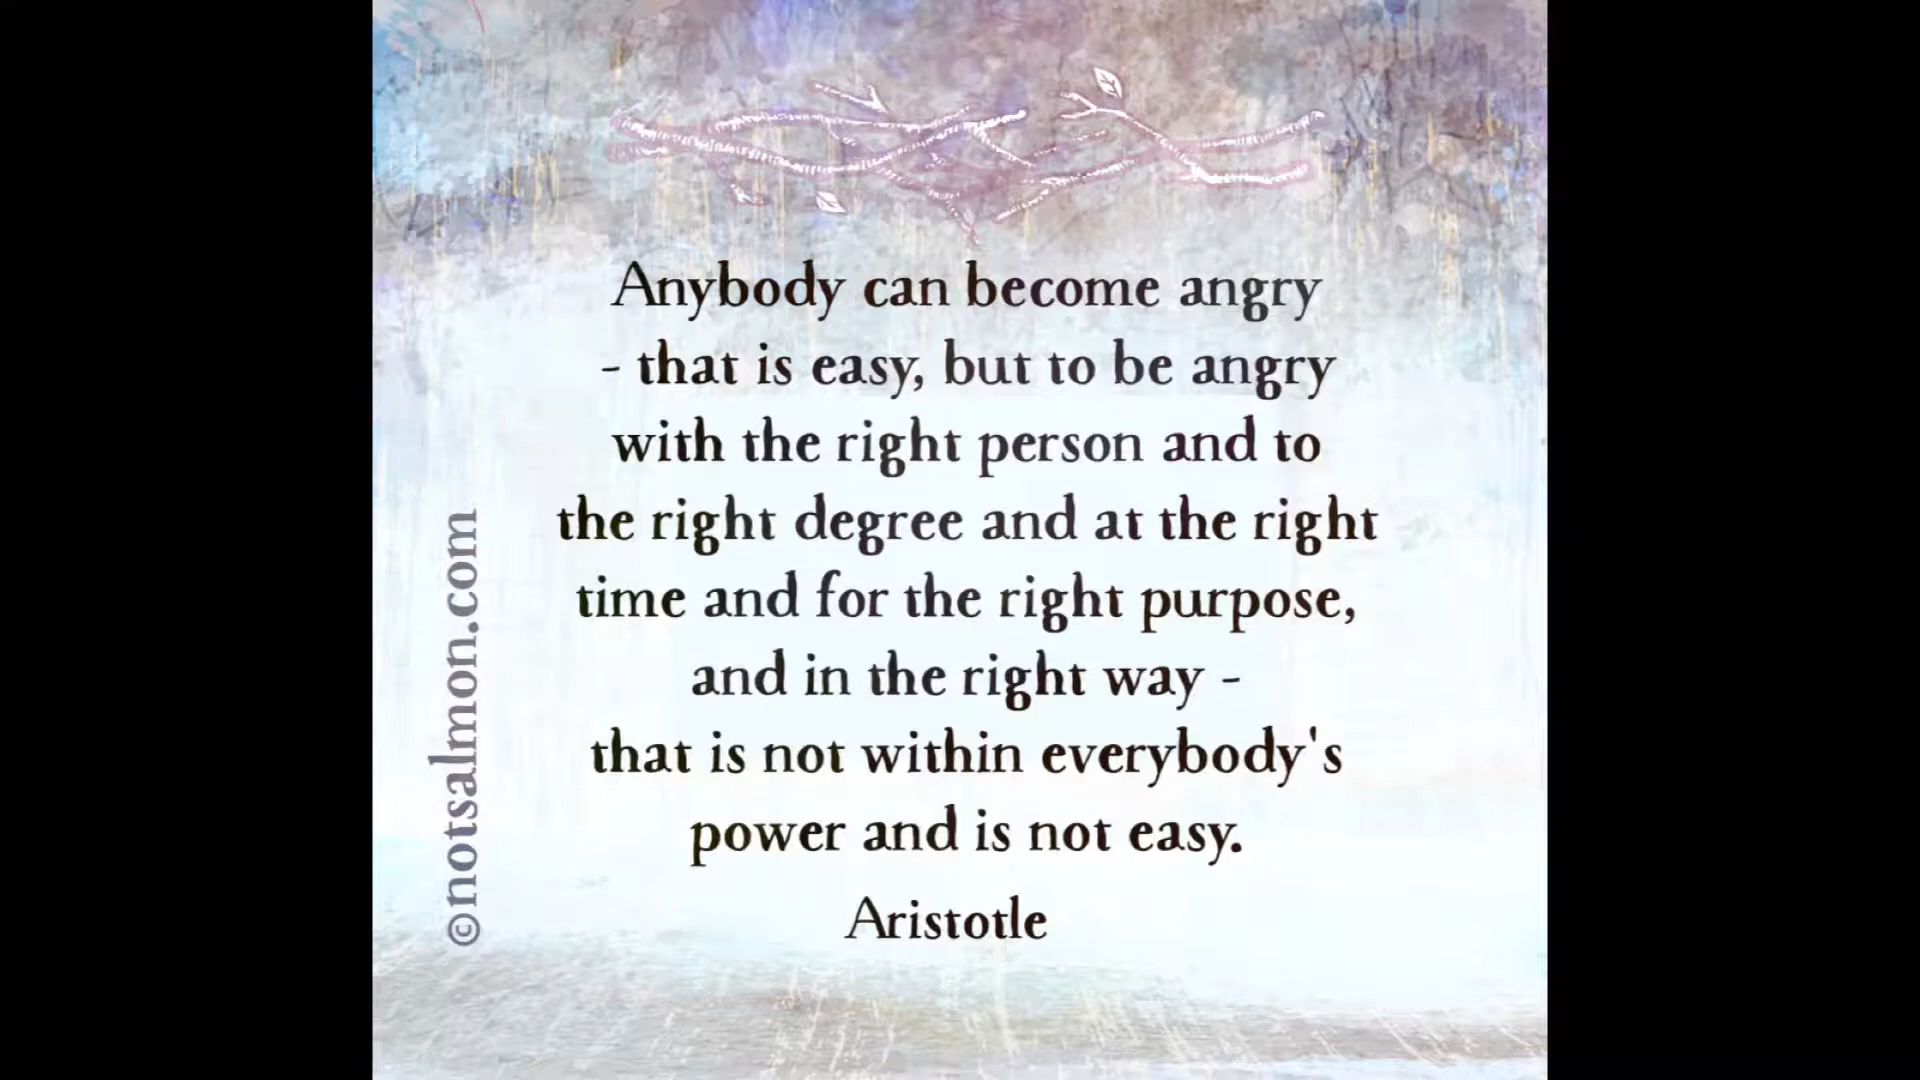 Anybody can become angry
- that is easy, but to be angry
with the right person and to
the right degree and at the right
time and for the right purpose,
and in the right way -
that is not within everybody's
power and is not easy.
Aristotle
©notsalmon.com